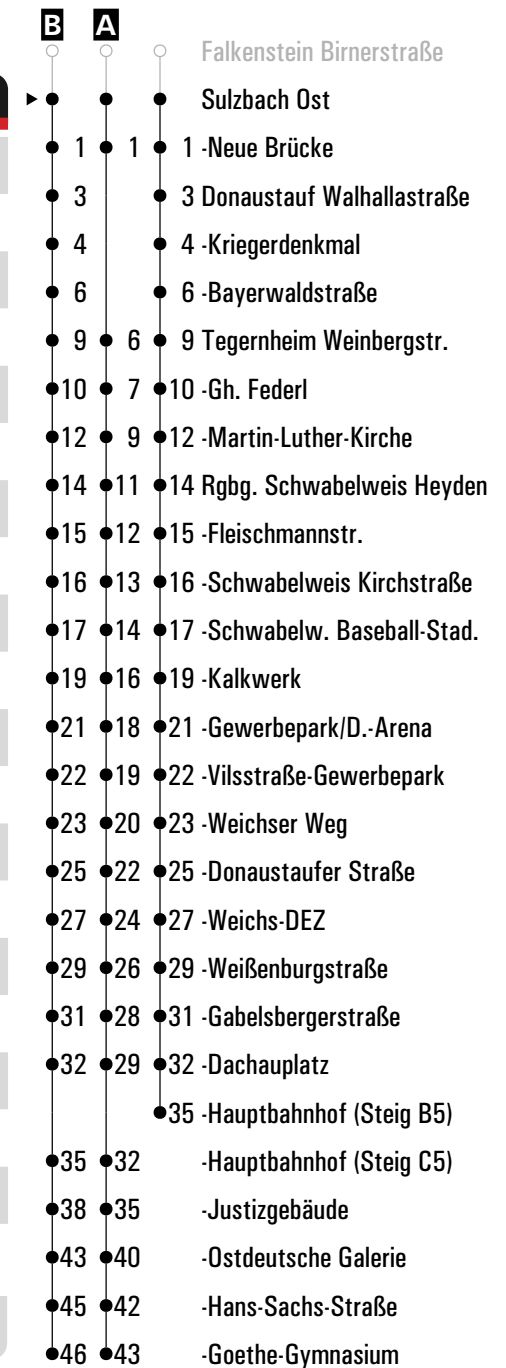 B A
Falkenstein Birnerstraße
Sulzbach Ost
1 1 1 -Neue Brücke
3 3 Donaustauf Walhallastraße
4 4 -Kriegerdenkmal
6 6 -Bayerwaldstraße
9 6 9 Tegernheim Weinbergstr.
10 7 10 -Gh. Federl
12 9 12 -Martin-Luther-Kirche
14 11 14 Rgbg. Schwabelweis Heyden
15 12 15 -Fleischmannstr.
16 13 16 -Schwabelweis Kirchstraße
17 14 17 -Schwabelw. Baseball-Stad.
19 16 19 -Kalkwerk
21 18 21 -Gewerbepark/D.-Arena
22 19 22 -Vilsstraße-Gewerbepark
23 20 23 -Weichser Weg
25 22 25 -Donaustaufer Straße
27 24 27 -Weichs-DEZ
29 26 29 -Weißenburgstraße
31 28 31 -Gabelsbergerstraße
32 29 32 -Dachauplatz
35 -Hauptbahnhof (Steig B5)
35 32 -Hauptbahnhof (Steig C5)
38 35 -Justizgebäude
43 40 -Ostdeutsche Galerie
45 42 -Hans-Sachs-Straße
46 43 -Goethe-Gymnasium